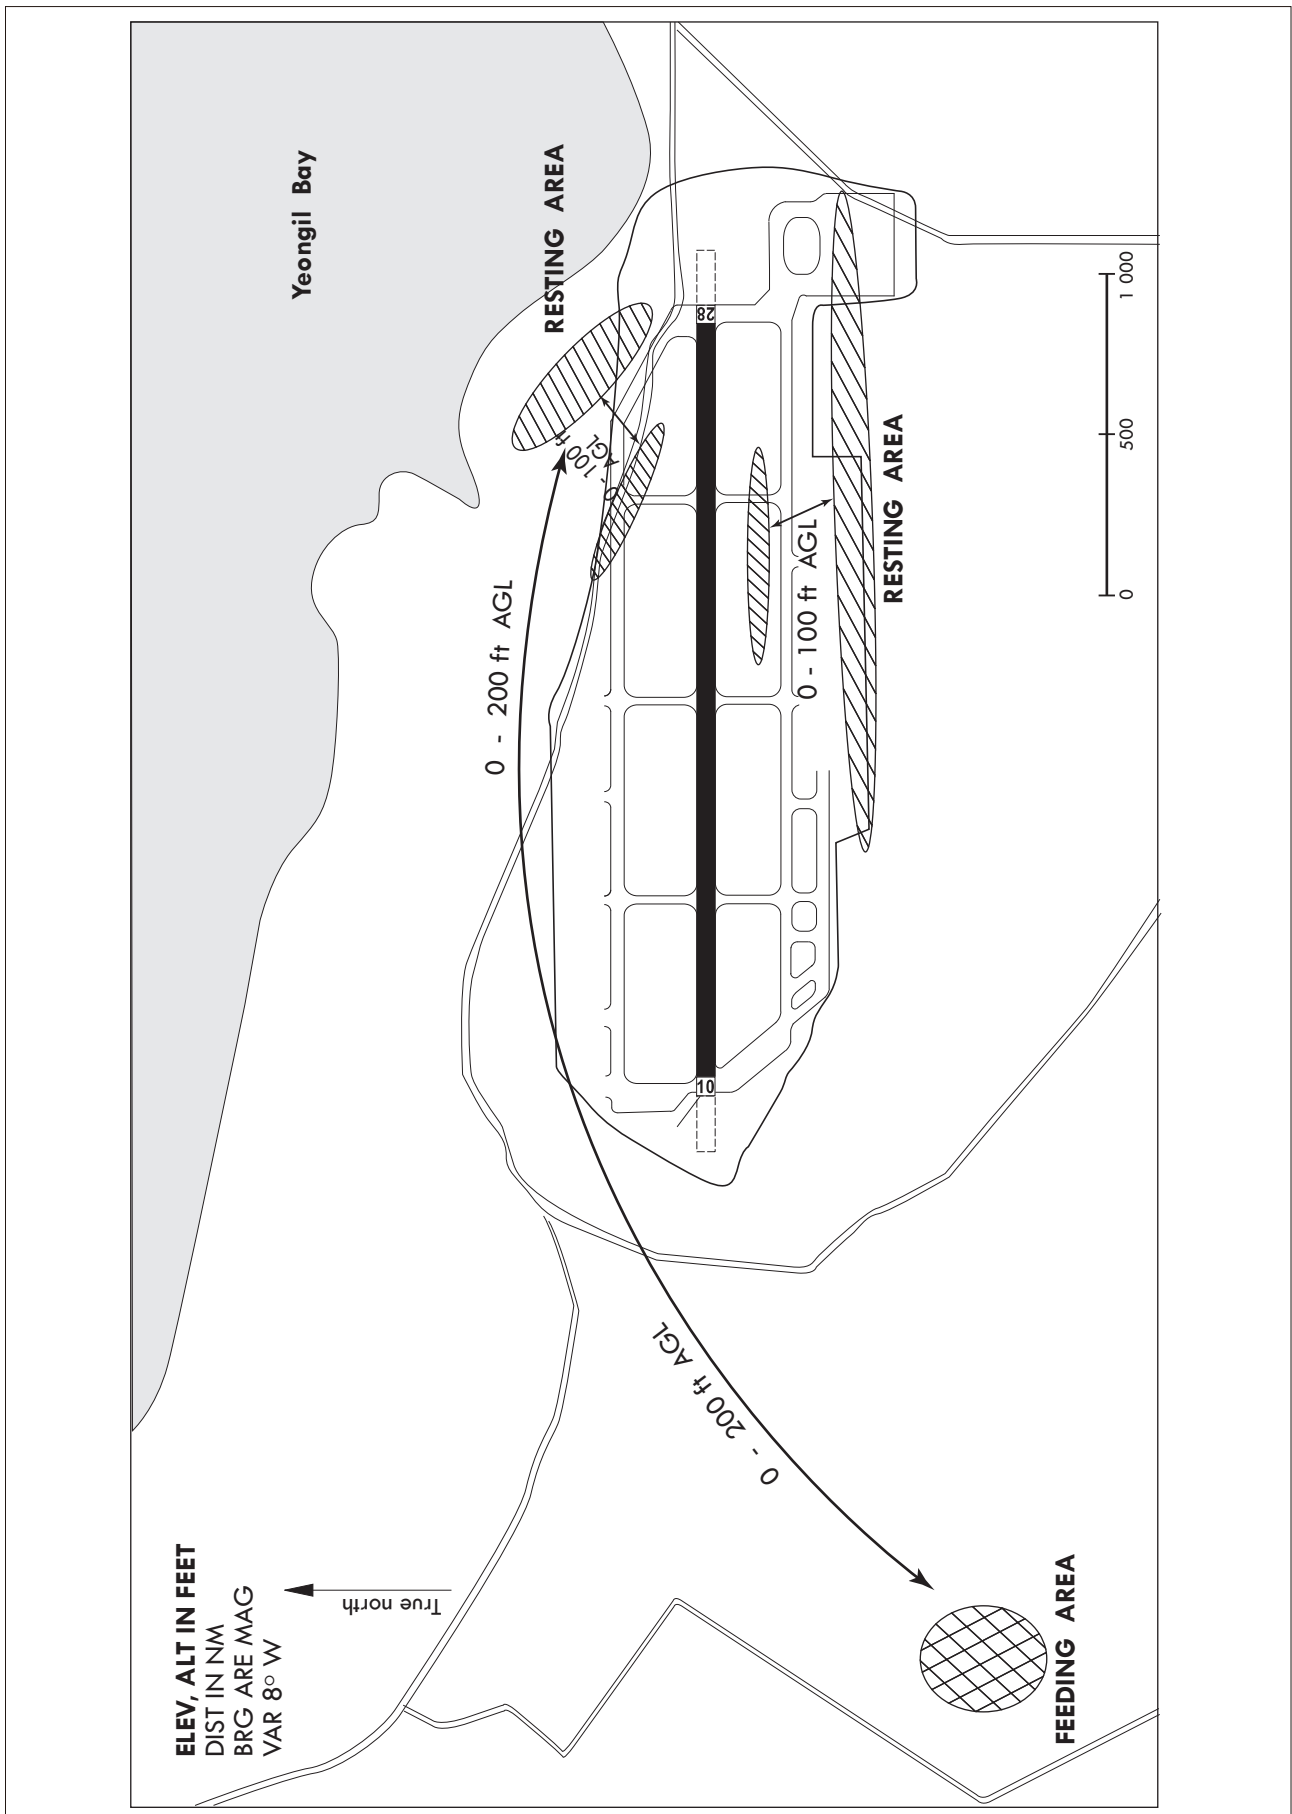 ELEV, ALT IN FEET
DIST IN NM
BRG ARE MAG
VAR 8° W
True north
Yeongil Bay
RESTING AREA
0 - 200 ft AGL
0 - 100 ft
AGL
28
10
0 - 100 ft AGL
RESTING AREA
0 - 200 ft AGL
FEEDING AREA
0
500
1 000